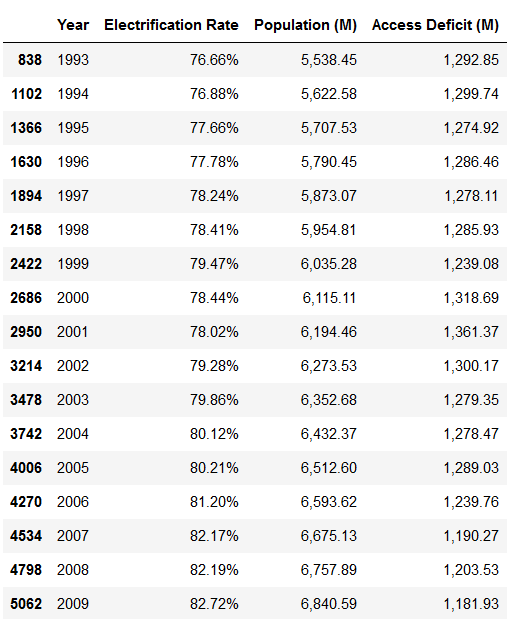 Year Electrification Rate Population (M) Access Deficit (M)
838 1993 76.66% 5,538.45 1,292.85
1102 1994 76.88% 5,622.58 1,299.74
1366 1995 77.66% 5,707.53 1,274.92
1630 1996 77.78% 5,790.45 1,286.46
1894 1997 78.24% 5,873.07 1,278.11
2158 1998 78.41% 5,954.81 1,285.93
2422 1999 79.47% 6,035.28 1,239.08
2686 2000 78.44% 6,115.11 1,318.69
2950 2001 78.02% 6,194.46 1,361.37
3214 2002 79.28% 6,273.53 1,300.17
3478 2003 79.86% 6,352.68 1,279.35
3742 2004 80.12% 6,432.37 1,278.47
4006 2005 80.21% 6,512.60 1,289.03
4270 2006 81.20% 6,593.62 1,239.76
4534 2007 82.17% 6,675.13 1,190.27
4798 2008 82.19% 6,757.89 1,203.53
5062 2009 82.72% 6,840.59 1,181.93